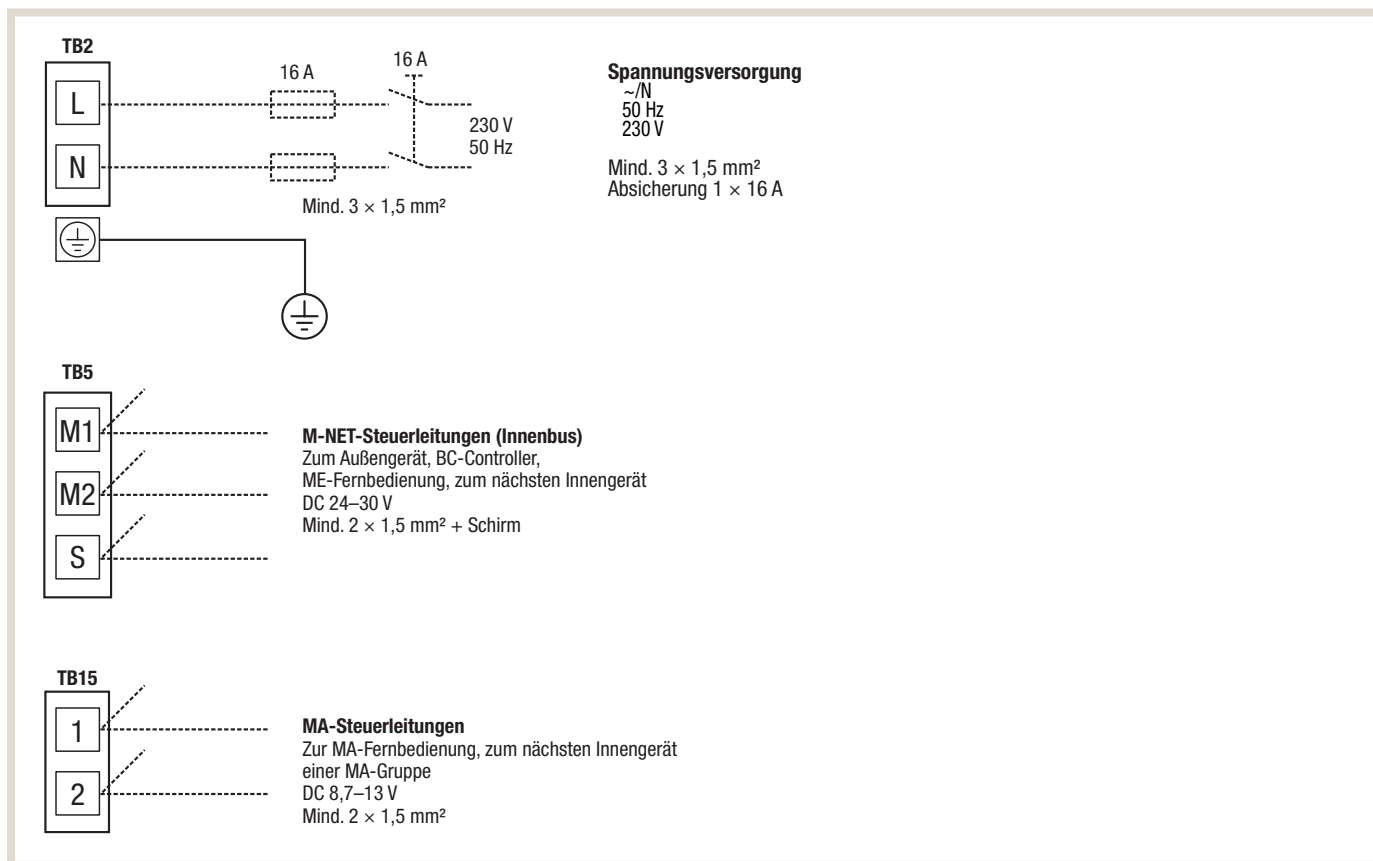 TB2
L
N
16 A
16 A
230 V
50 Hz
Mind. 3 × 1,5 mm²
Spannungsversorgung
~/N
50 Hz
230 V
Mind. 3 × 1,5 mm²
Absicherung 1 × 16 A
TB5
M1
M2
S
M-NET-Steuerleitungen (Innenbus)
Zum Außengerät, BC-Controller,
ME-Fernbedienung, zum nächsten Innengerät
DC 24–30 V
Mind. 2 × 1,5 mm² + Schirm
TB15
1
2
MA-Steuerleitungen
Zur MA-Fernbedienung, zum nächsten Innengerät
einer MA-Gruppe
DC 8,7–13 V
Mind. 2 × 1,5 mm²